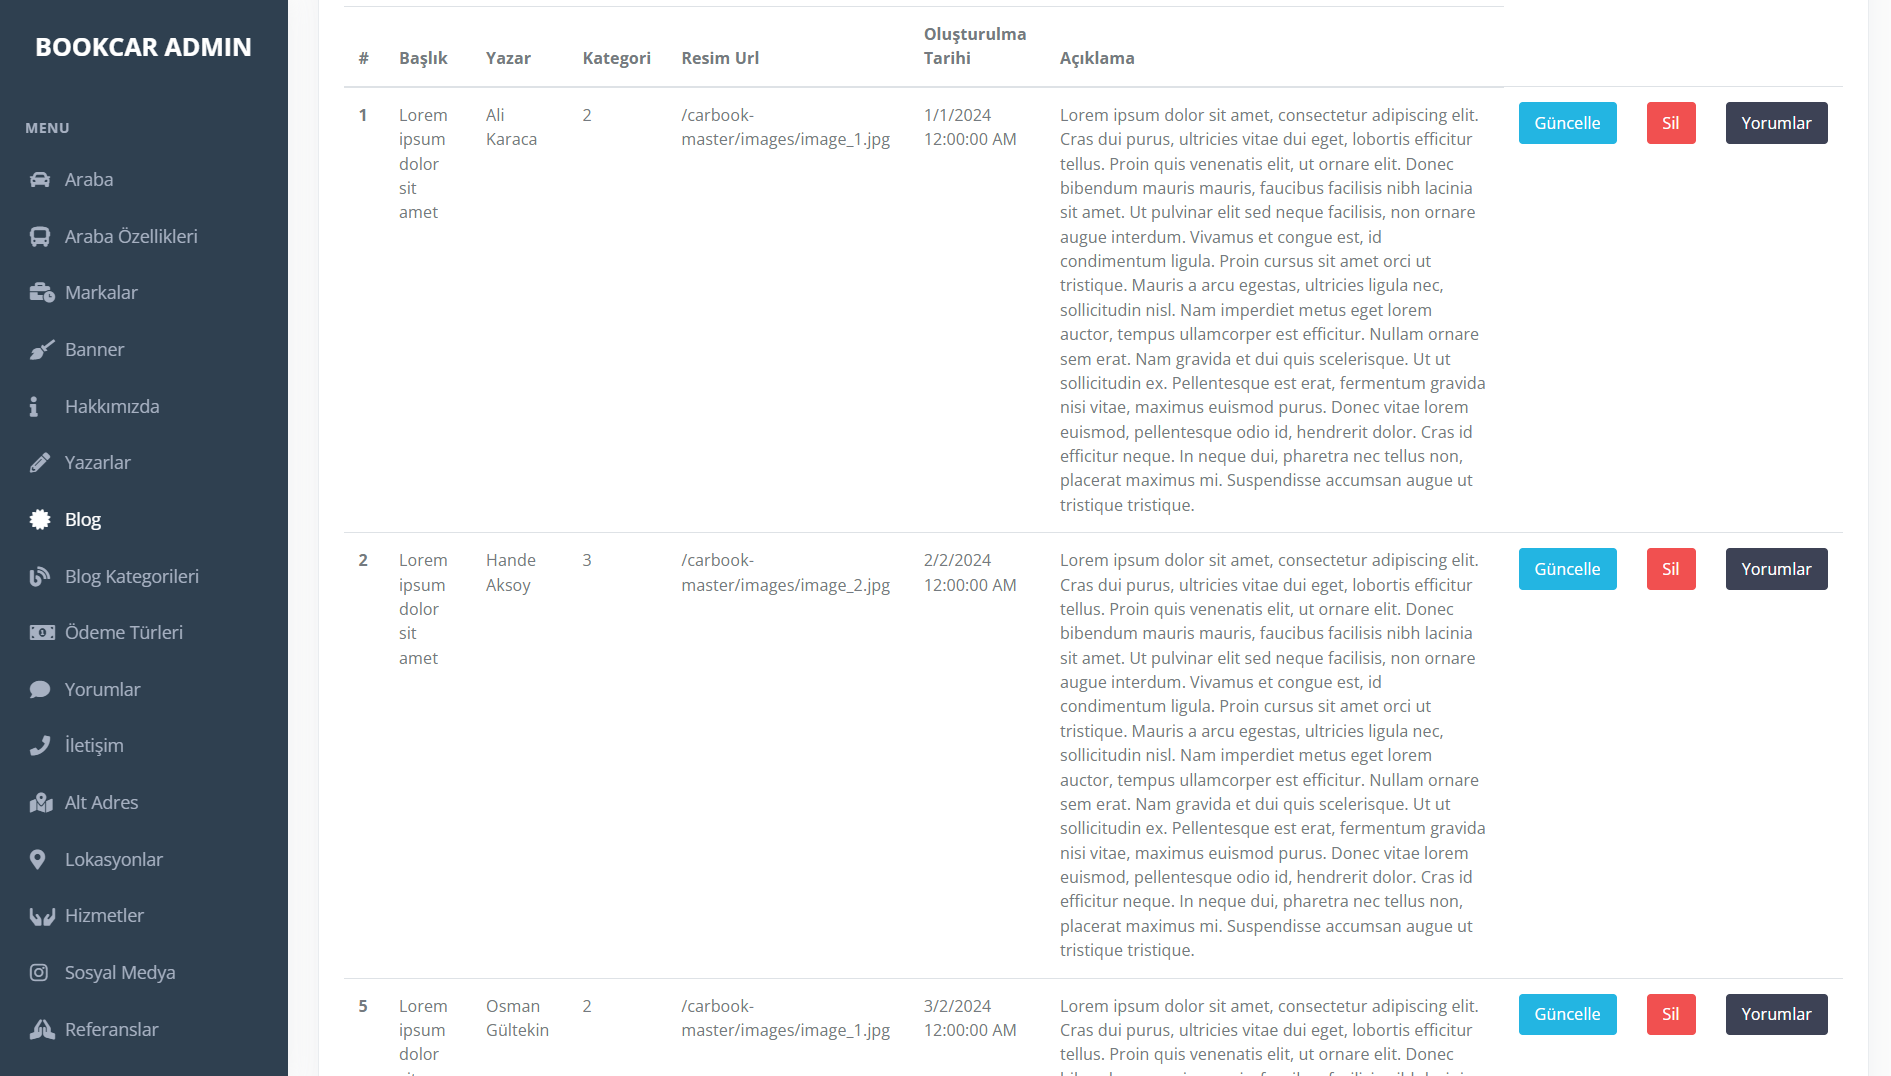 BOOKCAR ADMIN
MENU
Araba
Araba Özellikleri
Markalar
Banner
Hakkımızda
Yazarlar
Blog
Blog Kategorileri
Ödeme Türleri
Yorumlar
İletişim
Alt Adres
Lokasyonlar
Hizmetler
Sosyal Medya
Referanslar
# Başlık Yazar Kategori Resim Url Oluşturulma Tarihi Açıklama
1
Lorem
ipsum
dolor
sit
amet
Ali
Karaca
2
/carbook-
master/images/image_1.jpg
1/1/2024
12:00:00 AM
Lorem ipsum dolor sit amet, consectetur adipiscing elit.
Cras dui purus, ultricies vitae dui eget, lobortis efficitur
tellus. Proin quis venenatis elit, ut ornare elit. Donec
bibendum mauris mauris, faucibus facilisis nibh lacinia
sit amet. Ut pulvinar elit sed neque facilisis, non ornare
augue interdum. Vivamus et congue est, id
condimentum ligula. Proin cursus sit amet orci ut
tristique. Mauris a arcu egestas, ultricies ligula nec,
sollicitudin nisl. Nam imperdiet metus eget lorem
auctor, tempus ullamcorper est efficitur. Nullam ornare
sem erat. Nam gravida et dui quis scelerisque. Ut ut
sollicitudin ex. Pellentesque est erat, fermentum gravida
nisi vitae, maximus euismod purus. Donec vitae lorem
euismod, pellentesque odio id, hendrerit dolor. Cras id
efficitur neque. In neque dui, pharetra nec tellus non,
placerat maximus mi. Suspendisse accumsan augue ut
tristique tristique.
Güncelle Sil Yorumlar
2
Lorem
ipsum
dolor
sit
amet
Hande
Aksoy
3
/carbook-
master/images/image_2.jpg
2/2/2024
12:00:00 AM
Lorem ipsum dolor sit amet, consectetur adipiscing elit.
Cras dui purus, ultricies vitae dui eget, lobortis efficitur
tellus. Proin quis venenatis elit, ut ornare elit. Donec
bibendum mauris mauris, faucibus facilisis nibh lacinia
sit amet. Ut pulvinar elit sed neque facilisis, non ornare
augue interdum. Vivamus et congue est, id
condimentum ligula. Proin cursus sit amet orci ut
tristique. Mauris a arcu egestas, ultricies ligula nec,
sollicitudin nisl. Nam imperdiet metus eget lorem
auctor, tempus ullamcorper est efficitur. Nullam ornare
sem erat. Nam gravida et dui quis scelerisque. Ut ut
sollicitudin ex. Pellentesque est erat, fermentum gravida
nisi vitae, maximus euismod purus. Donec vitae lorem
euismod, pellentesque odio id, hendrerit dolor. Cras id
efficitur neque. In neque dui, pharetra nec tellus non,
placerat maximus mi. Suspendisse accumsan augue ut
tristique tristique.
Güncelle Sil Yorumlar
5
Lorem
ipsum
dolor
Osman
Gültekin
2
/carbook-
master/images/image_1.jpg
3/2/2024
12:00:00 AM
Lorem ipsum dolor sit amet, consectetur adipiscing elit.
Cras dui purus, ultricies vitae dui eget, lobortis efficitur
tellus. Proin quis venenatis elit, ut ornare elit. Donec
Güncelle Sil Yorumlar